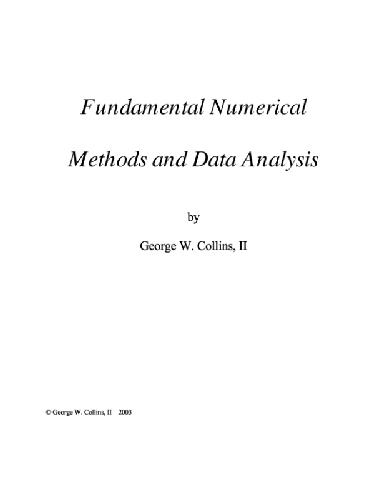 Fundamental Numerical
Methods and Data Analysis
by
George W. Collins, II
© George W. Collins, II 2003